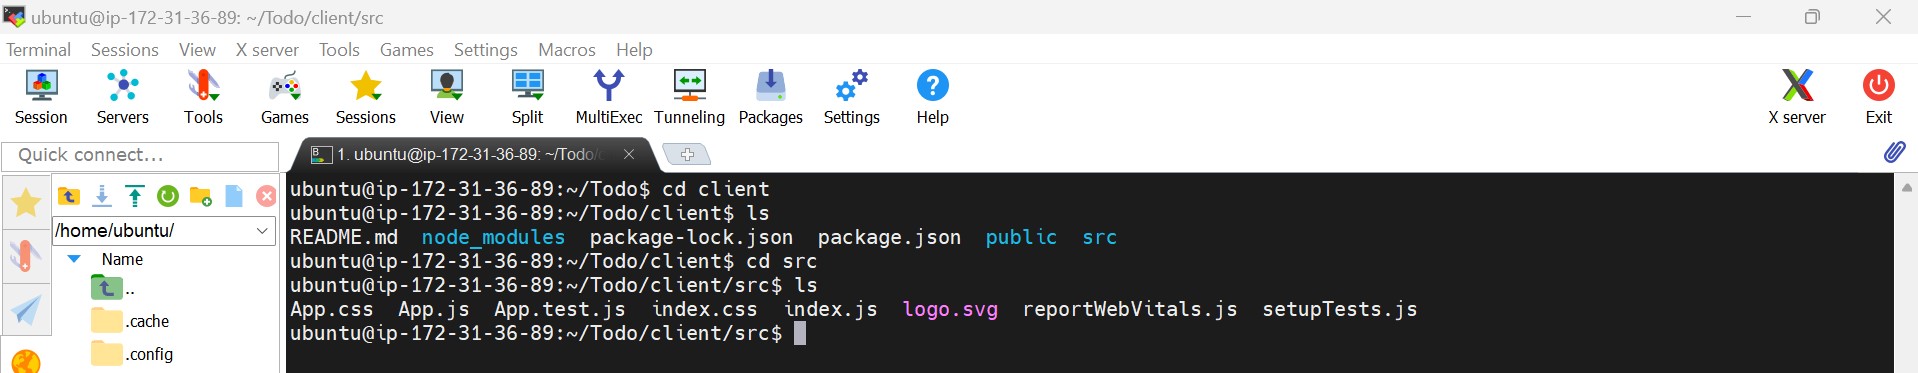 ubuntu@ip-172-31-36-89: ~/Todo/client/src
Terminal Sessions View X server Tools Games Settings Macros Help
Session Servers Tools Games Sessions View Split MultiExec Tunneling Packages Settings Help X server Exit
Quick connect...
1. ubuntu@ip-172-31-36-89: ~/Todo/c
/home/ubuntu/
Name
..
.cache
.config
ubuntu@ip-172-31-36-89:~/Todo$ cd client
ubuntu@ip-172-31-36-89:~/Todo/client$ ls
README.md node_modules package-lock.json package.json public src
ubuntu@ip-172-31-36-89:~/Todo/client$ cd src
ubuntu@ip-172-31-36-89:~/Todo/client/src$ ls
App.css App.js App.test.js index.css index.js logo.svg reportWebVitals.js setupTests.js
ubuntu@ip-172-31-36-89:~/Todo/client/src$